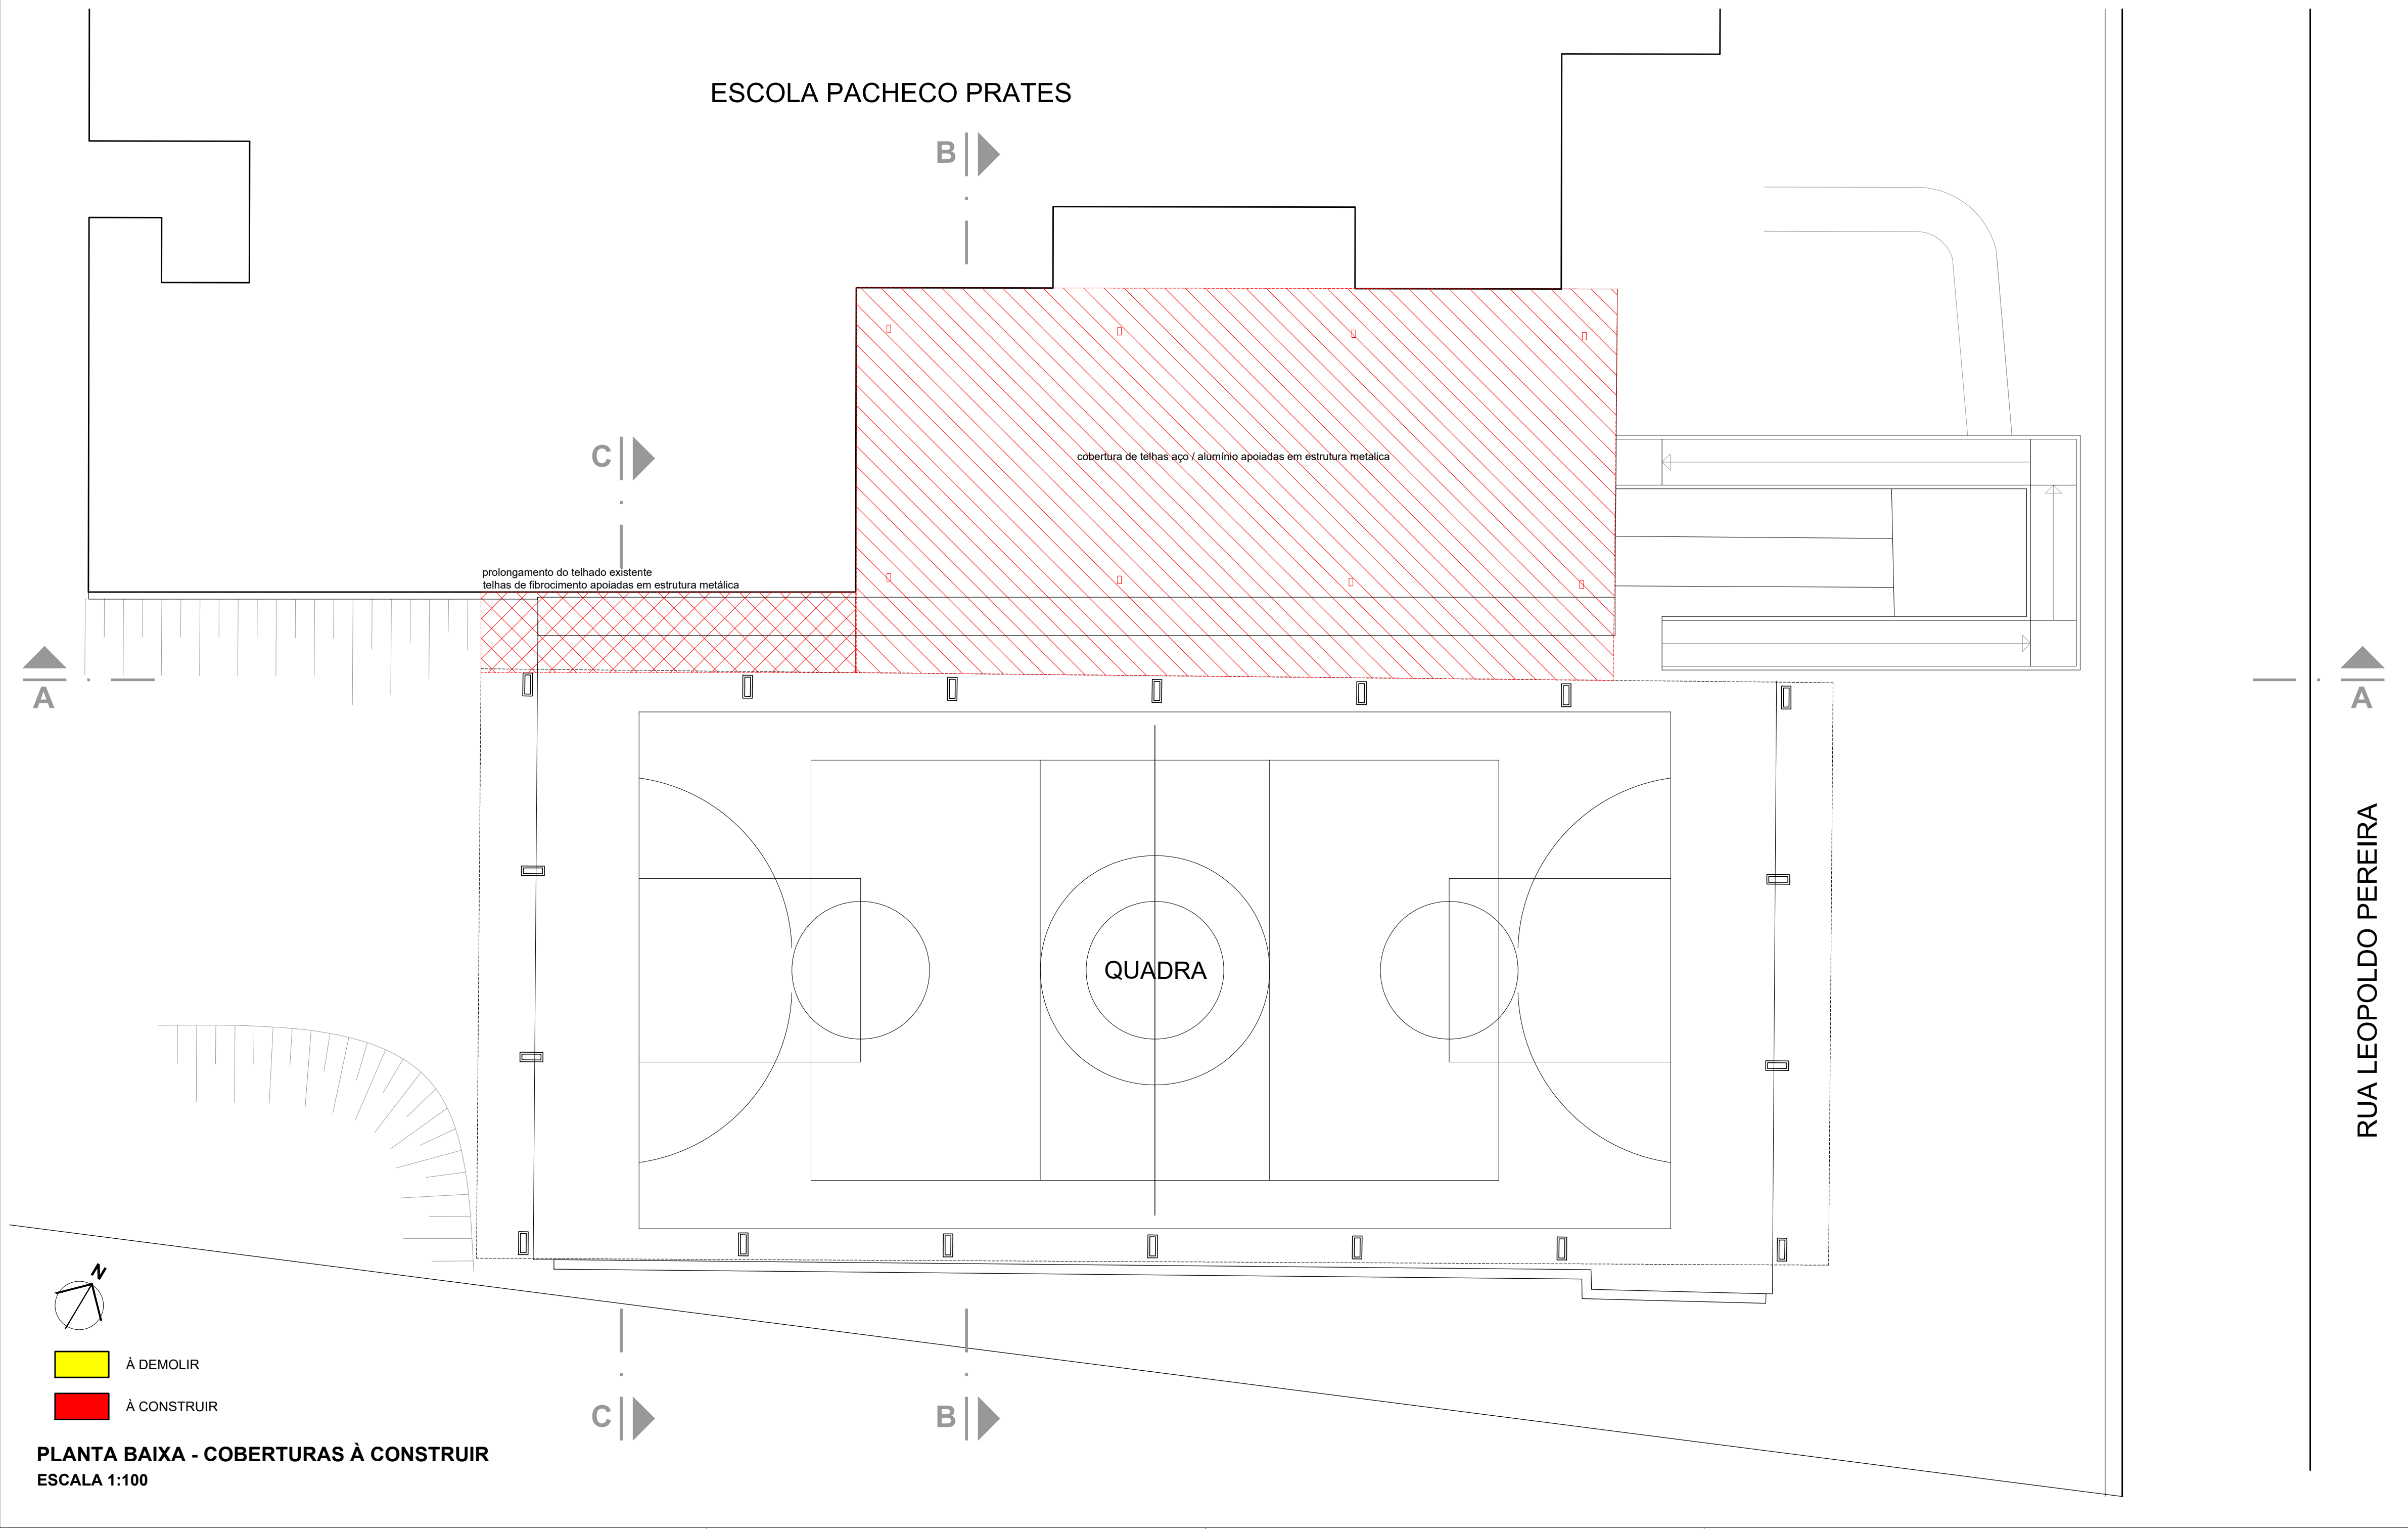 ESCOLA PACHECO PRATES
B
C
cobertura de telhas aço / alumínio apoiadas em estrutura metalica
prolongamento do telhado existente
telhas de fibrocimento apoiadas em estrutura metálica
A
A
QUADRA
RUA LEOPOLDO PEREIRA
N
À DEMOLIR
À CONSTRUIR
C
B
PLANTA BAIXA - COBERTURAS À CONSTRUIR
ESCALA 1:100